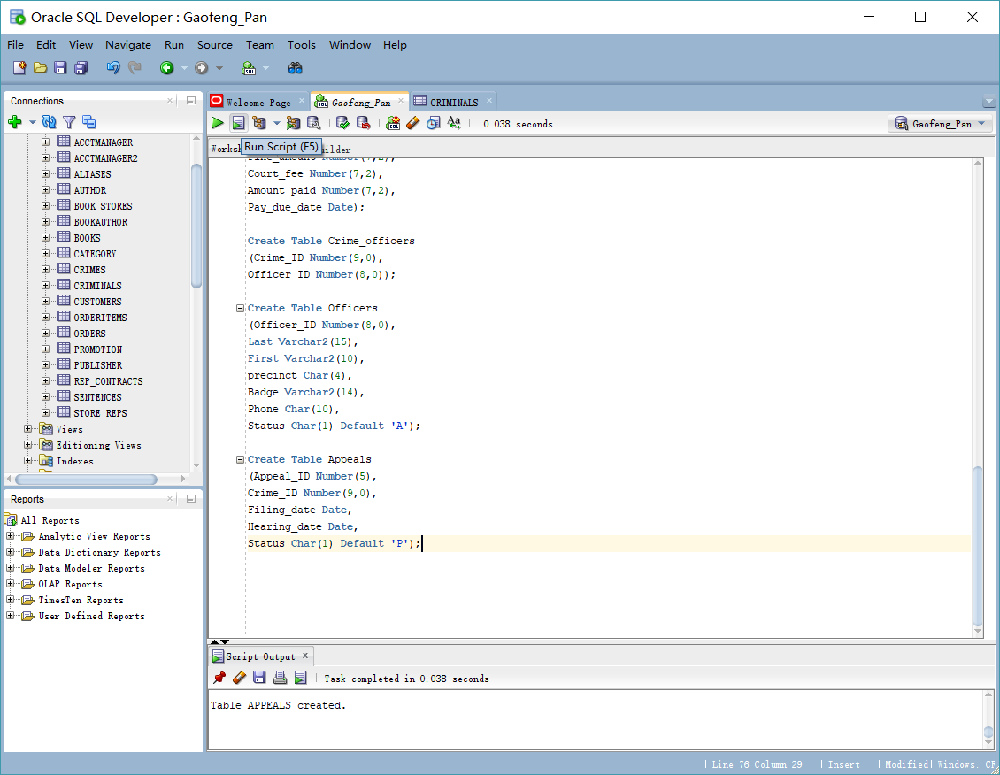 Oracle SQL Developer : Gaofeng_Pan
File Edit View Navigate Run Source Team Tools Window Help
Connections
ACCTMANAGER
ACCTMANAGER2
ALIASES
AUTHOR
BOOK_STORES
BOOKAUTHOR
BOOKS
CATEGORY
CRIMES
CRIMINALS
CUSTOMERS
ORDERITEMS
ORDERS
PROMOTION
PUBLISHER
REP_CONTRACTS
SENTENCES
STORE_REPS
Views
Editioning Views
Indexes
Reports
All Reports
Analytic View Reports
Data Dictionary Reports
Data Modeler Reports
OLAP Reports
TimesTen Reports
User Defined Reports
Welcome Page Gaofeng_Pan CRIMINALS
0.038 seconds Gaofeng_Pan
Run Script (F5)
Court_fee Number(7,2),
Amount_paid Number(7,2),
Pay_due_date Date);
Create Table Crime_officers
(Crime_ID Number(9,0),
Officer_ID Number(8,0));
Create Table Officers
(Officer_ID Number(8,0),
Last Varchar2(15),
First Varchar2(10),
precinct Char(4),
Badge Varchar2(14),
Phone Char(10),
Status Char(1) Default 'A');
Create Table Appeals
(Appeal_ID Number(5),
Crime_ID Number(9,0),
Filing_date Date,
Hearing_date Date,
Status Char(1) Default 'P');
Script Output
Task completed in 0.038 seconds
Table APPEALS created.
Line 76 Column 29 | Insert | Modified | Windows: CR